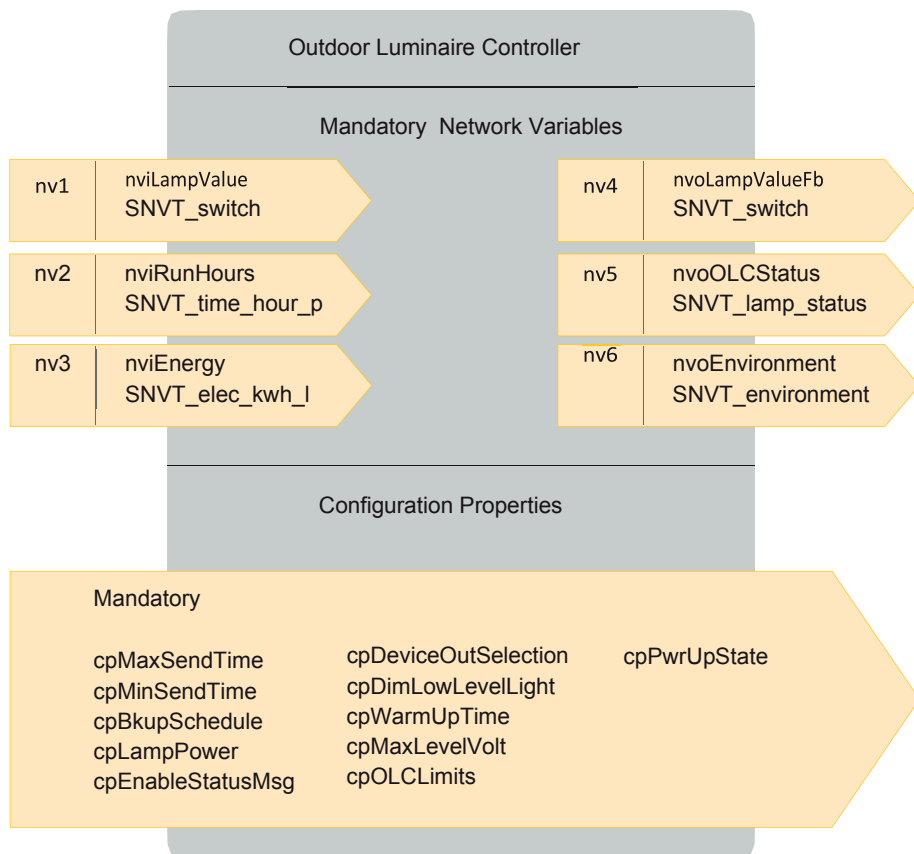 Outdoor Luminaire Controller
Mandatory Network Variables
nv1
nviLampValue
SNVT_switch
nv2
nviRunHours
SNVT_time_hour_p
nv3
nviEnergy
SNVT_elec_kwh_l
nv4
nvoLampValueFb
SNVT_switch
nv5
nvoOLCStatus
SNVT_lamp_status
nv6
nvoEnvironment
SNVT_environment
Configuration Properties
Mandatory
cpMaxSendTime
cpMinSendTime
cpBkupSchedule
cpLampPower
cpEnableStatusMsg
cpDeviceOutSelection
cpDimLowLevelLight
cpWarmUpTime
cpMaxLevelVolt
cpOLCLimits
cpPwrUpState